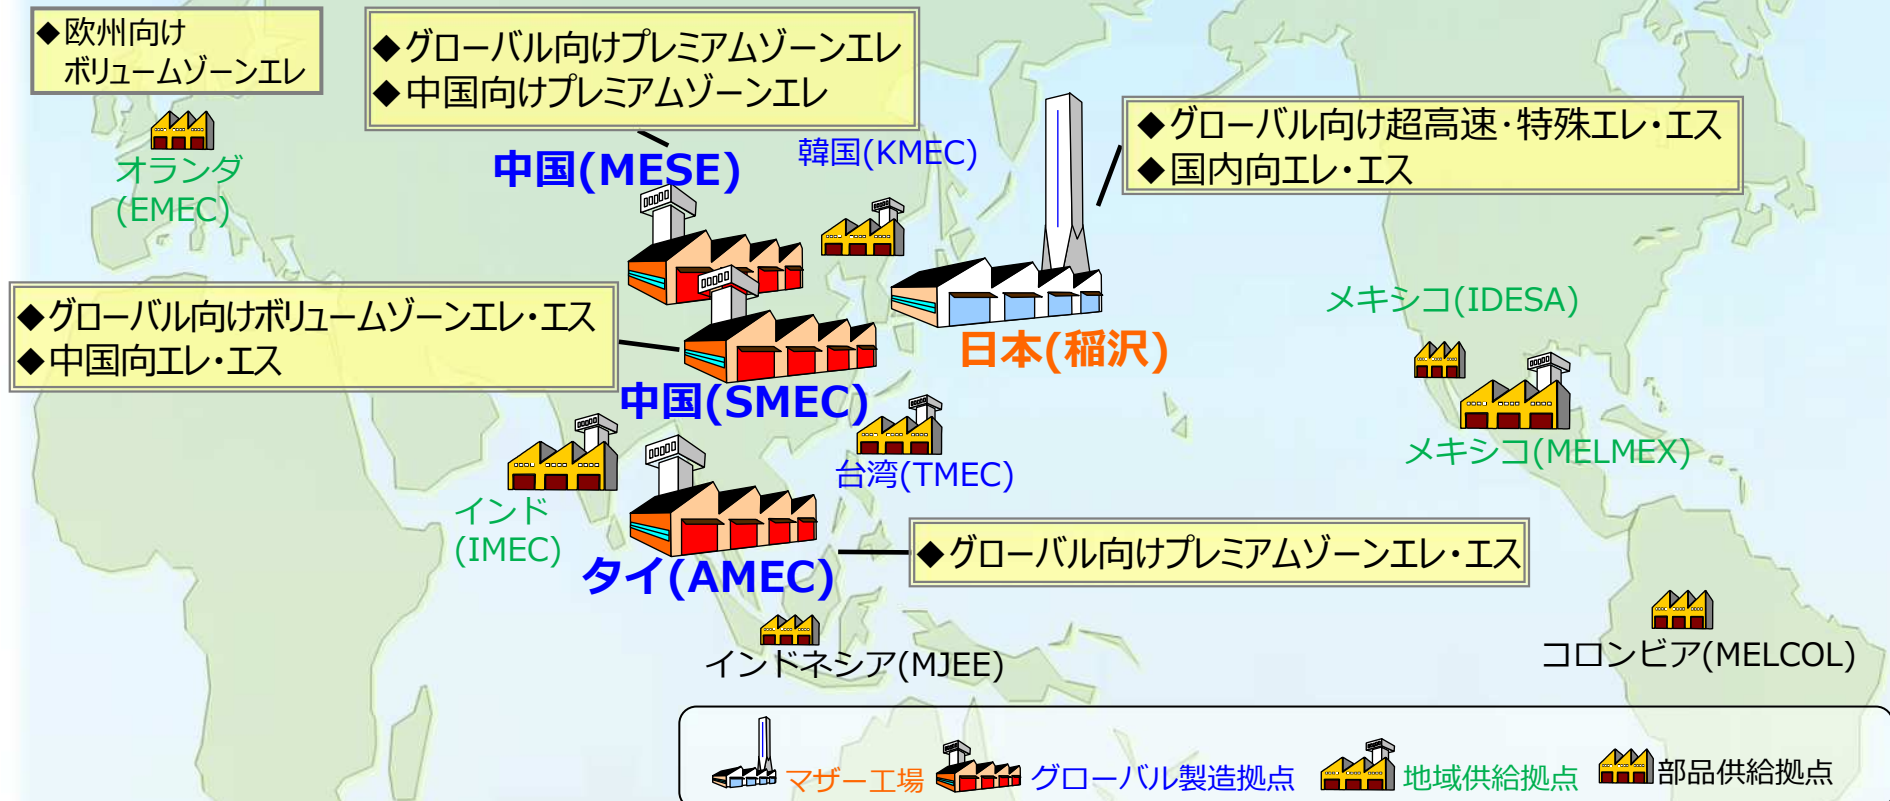 ◆欧州向け
ボリュームゾーンエレ
◆グローバル向けプレミアムゾーンエレ
◆中国向けプレミアムゾーンエレ
◆グローバル向け超高速・特殊エレ・エス
◆国内向エレ・エス
オランダ
(EMEC)
中国(MESE)
韓国(KMEC)
◆グローバル向けボリュームゾーンエレ・エス
◆中国向エレ・エス
日本(稲沢)
メキシコ(IDESA)
中国(SMEC)
メキシコ(MELMEX)
台湾(TMEC)
インド
(IMEC)
タイ(AMEC)
◆グローバル向けプレミアムゾーンエレ・エス
インドネシア(MJEE)
コロンビア(MELCOL)
マザー工場
グローバル製造拠点
地域供給拠点
部品供給拠点